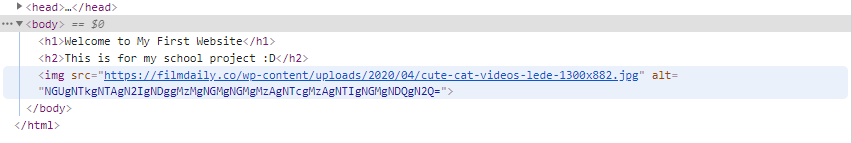 <head>…</head>
<body> == $0
<h1>Welcome to My First Website</h1>
<h2>This is for my school project :D</h2>
<img src="https://filmdaily.co/wp-content/uploads/2020/04/cute-cat-videos-lede-1300x882.jpg" alt=
"NGUgNTkgNTAgN2IgNDggMzMgNGMgNGMgMzAgNTcgMzAgNTIgNGMgNDQgN2Q=">
</body>
</html>